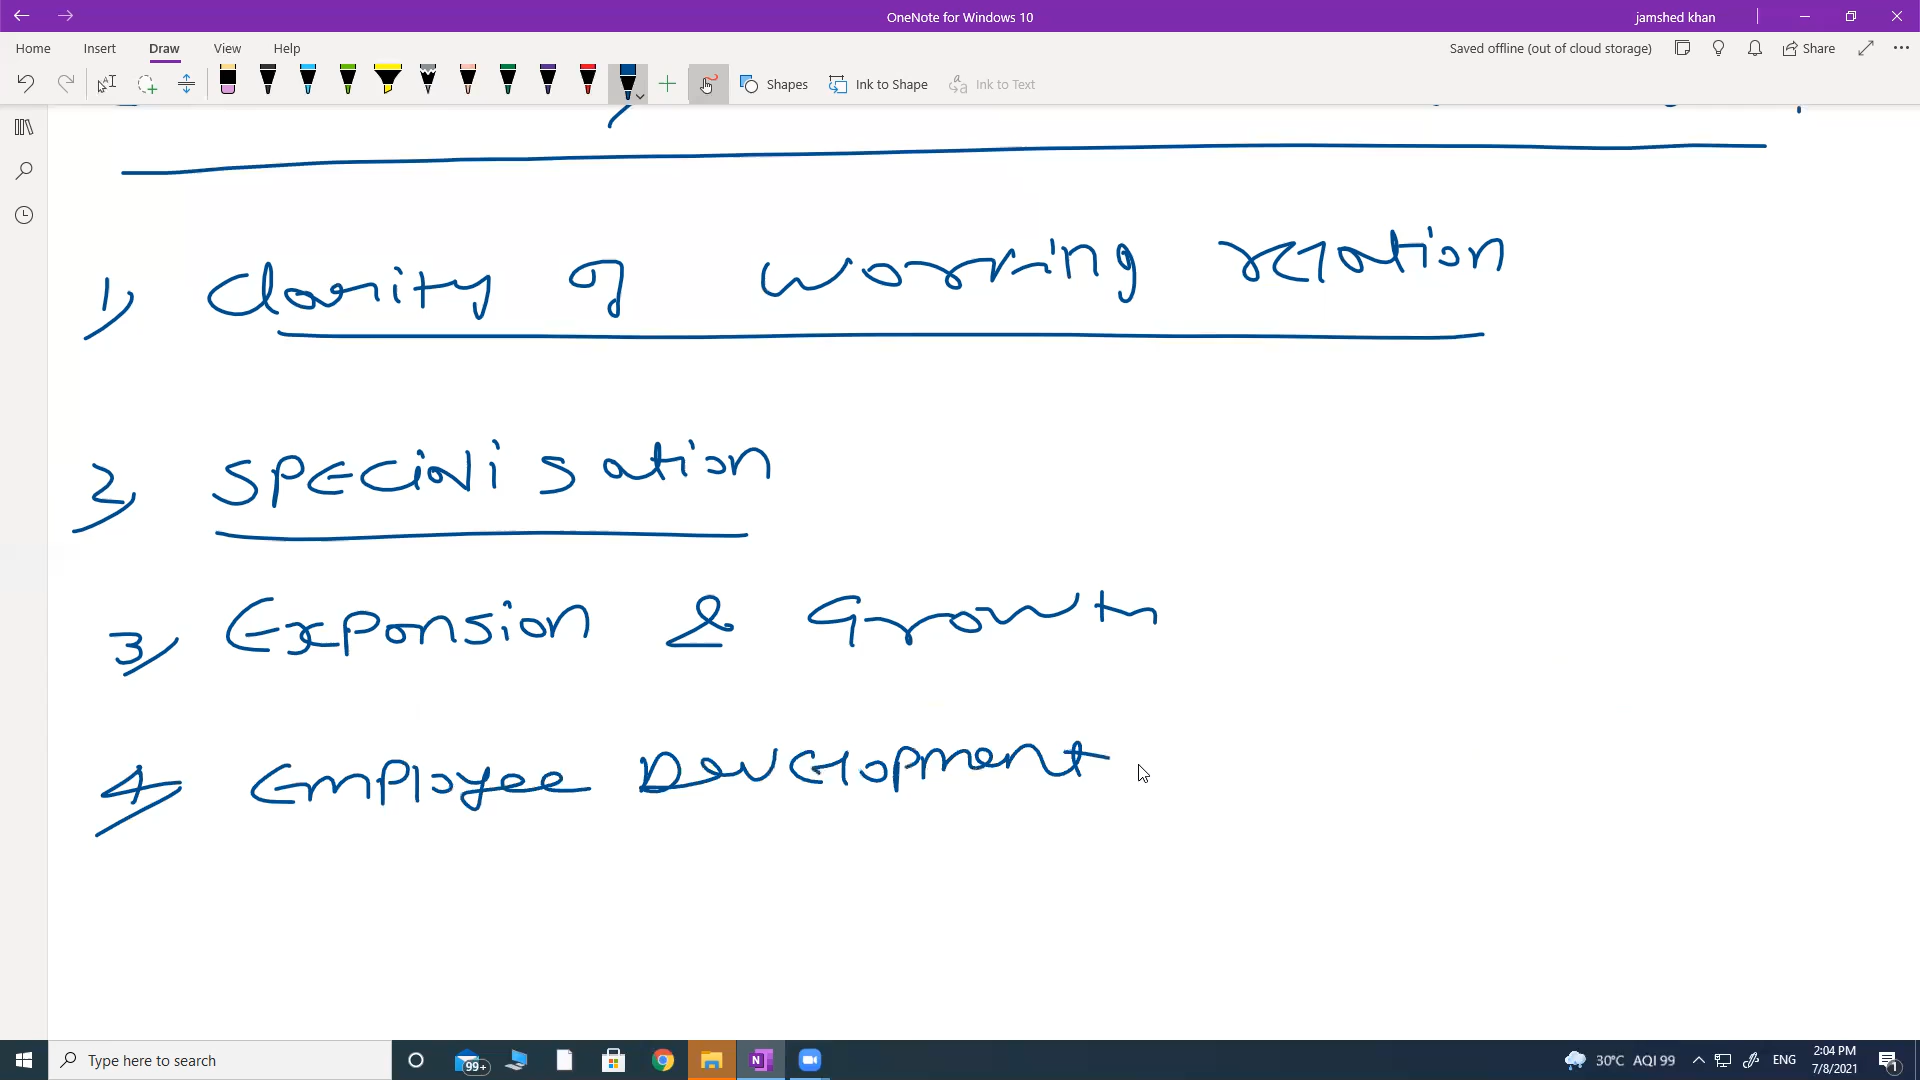 OneNote for Windows 10
jamshed khan
Home Insert Draw View Help
Saved offline (out of cloud storage)
Share
Shapes
Ink to Shape
Ink to Text
1) Clarity of working relation
2) Specialisation
3) Expansion & Growth
4) Employee Development
Type here to search
99+
30°C AQI 99
ENG
2:04 PM
7/8/2021
1